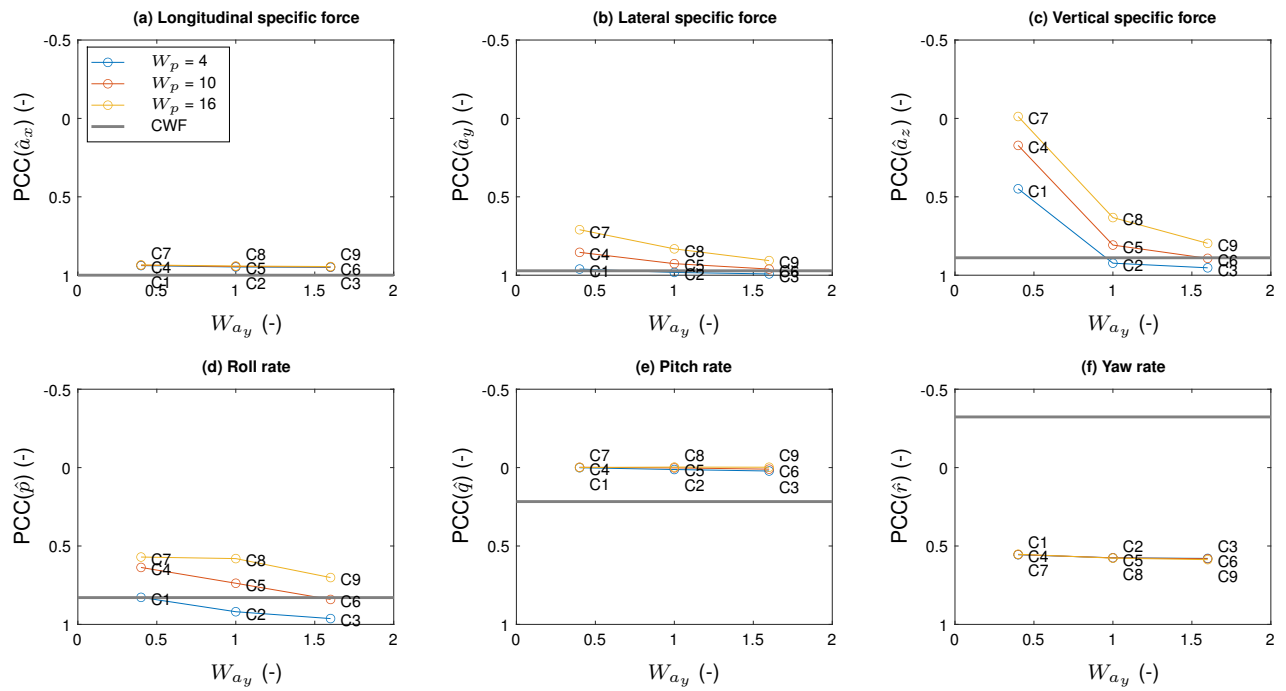 (a) Longitudinal specific force
-0.5
0
0.5
1
PCC(â_x) (-)
W_p = 4
W_p = 10
W_p = 16
CWF
C7
C8
C9
C4
C5
C6
C1
C2
C3
0
0.5
1
1.5
2
W_{a_y} (-)
(b) Lateral specific force
-0.5
0
0.5
1
PCC(â_y) (-)
C7
C8
C9
C4
C5
C6
C1
C2
C3
0
0.5
1
1.5
2
W_{a_y} (-)
(c) Vertical specific force
-0.5
0
0.5
1
PCC(â_z) (-)
C7
C4
C1
C8
C5
C9
C6
C2
C3
0
0.5
1
1.5
2
W_{a_y} (-)
(d) Roll rate
-0.5
0
0.5
1
PCC(p̂) (-)
C7
C8
C4
C9
C5
C1
C6
C2
C3
0
0.5
1
1.5
2
W_{a_y} (-)
(e) Pitch rate
-0.5
0
0.5
1
PCC(q̂) (-)
C7
C8
C9
C4
C5
C6
C1
C2
C3
0
0.5
1
1.5
2
W_{a_y} (-)
(f) Yaw rate
-0.5
0
0.5
1
PCC(r̂) (-)
C1
C2
C3
C4
C5
C6
C7
C8
C9
0
0.5
1
1.5
2
W_{a_y} (-)